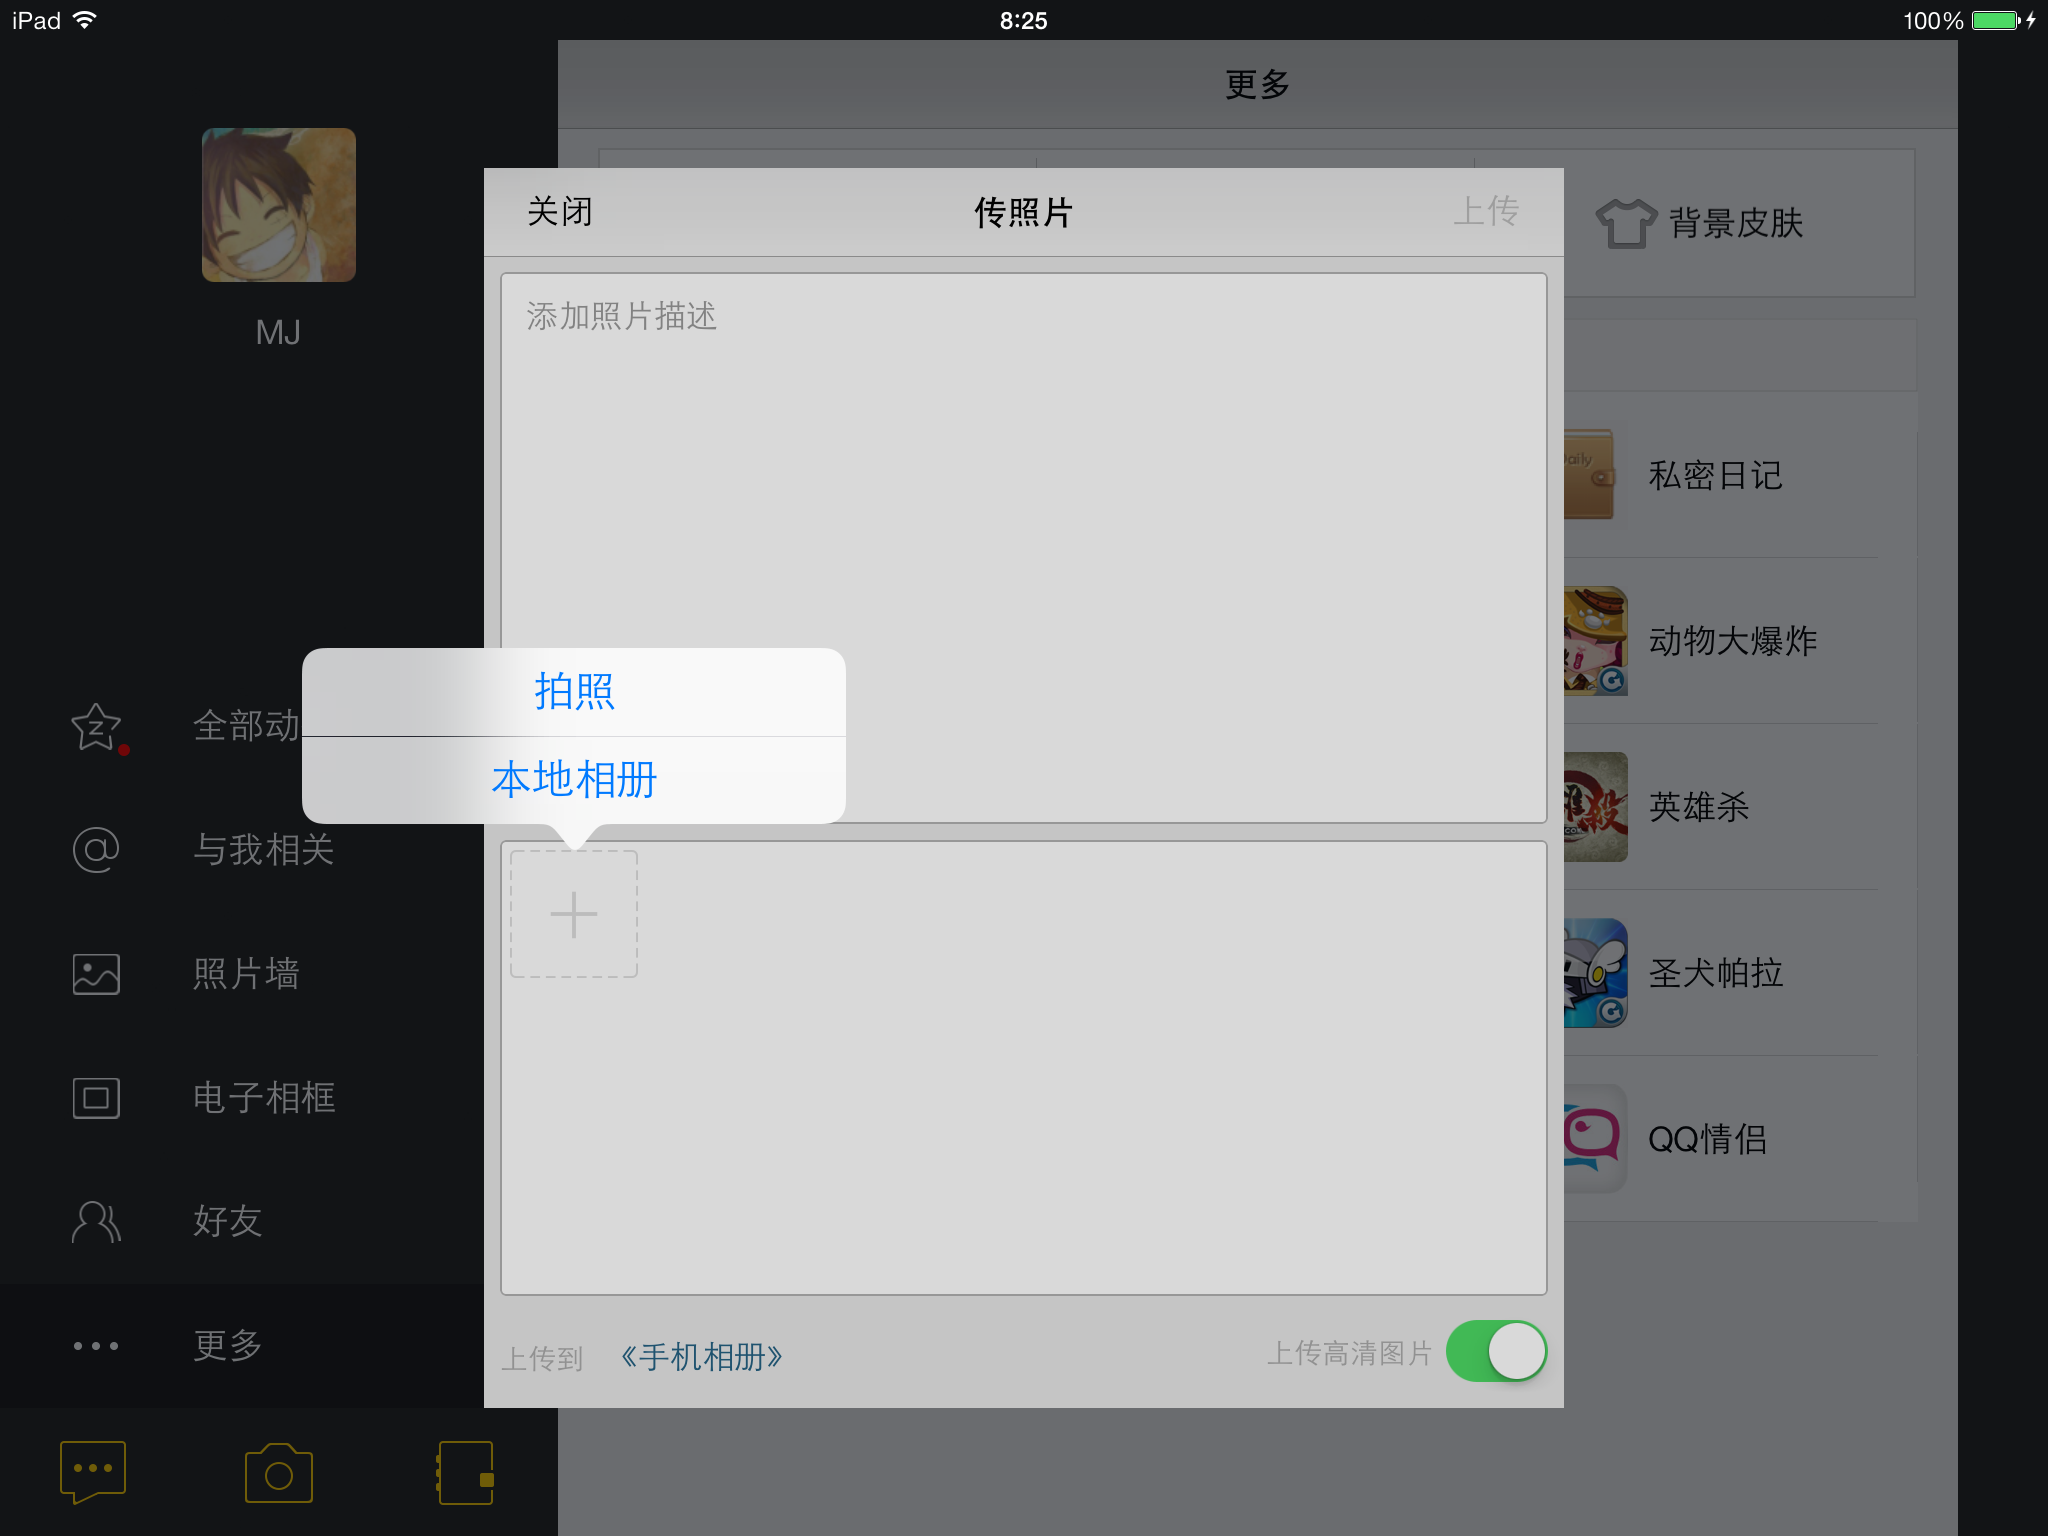 iPad
8:25
100%
更多
MJ
关闭
传照片
上传
背景皮肤
添加照片描述
aily
私密日记
动物大爆炸
拍照
全部动
本地相册
英雄杀
与我相关
照片墙
圣犬帕拉
电子相框
QQ情侣
好友
更多
上传到
《手机相册》
上传高清图片